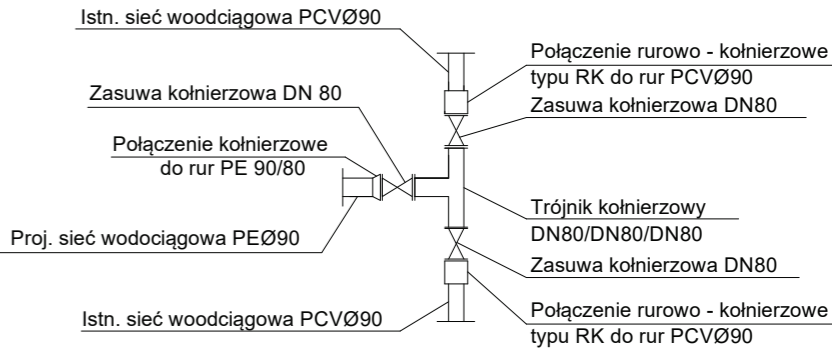 Istn. sieć woodciągowa PCVØ90
Połączenie rurowo - kołnierzowe
typu RK do rur PCVØ90
Zasuwa kołnierzowa DN 80
Zasuwa kołnierzowa DN80
Połączenie kołnierzowe
do rur PE 90/80
Trójnik kołnierzowy
DN80/DN80/DN80
Proj. sieć wodociągowa PEØ90
Zasuwa kołnierzowa DN80
Istn. sieć woodciągowa PCVØ90
Połączenie rurowo - kołnierzowe
typu RK do rur PCVØ90